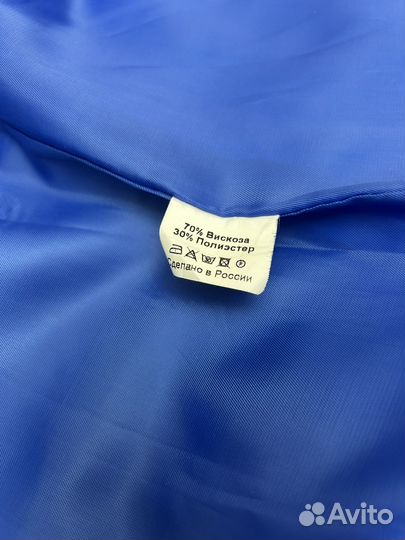 70% Вискоза
30% Полиэстер
Сделано в России
Avito